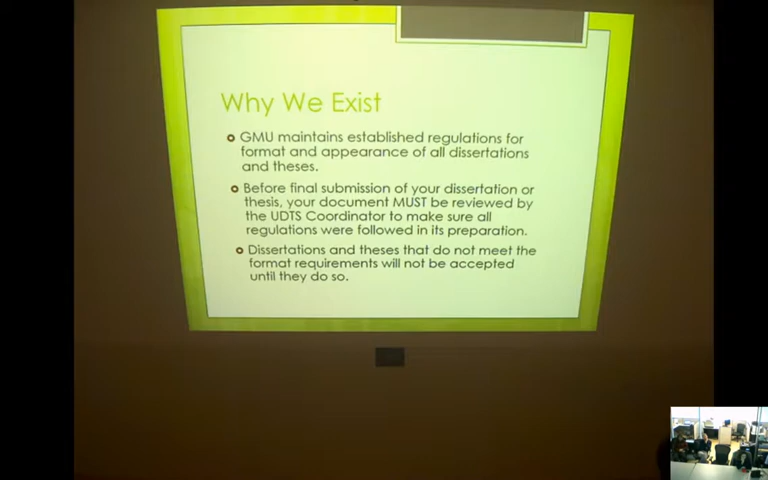 Why We Exist
GMU maintains established regulations for
format and appearance of all dissertations
and theses.
Before final submission of your dissertation or
thesis, your document MUST be reviewed by
the UDTS Coordinator to make sure all
regulations were followed in its preparation.
Dissertations and theses that do not meet the
format requirements will not be accepted
until they do so.